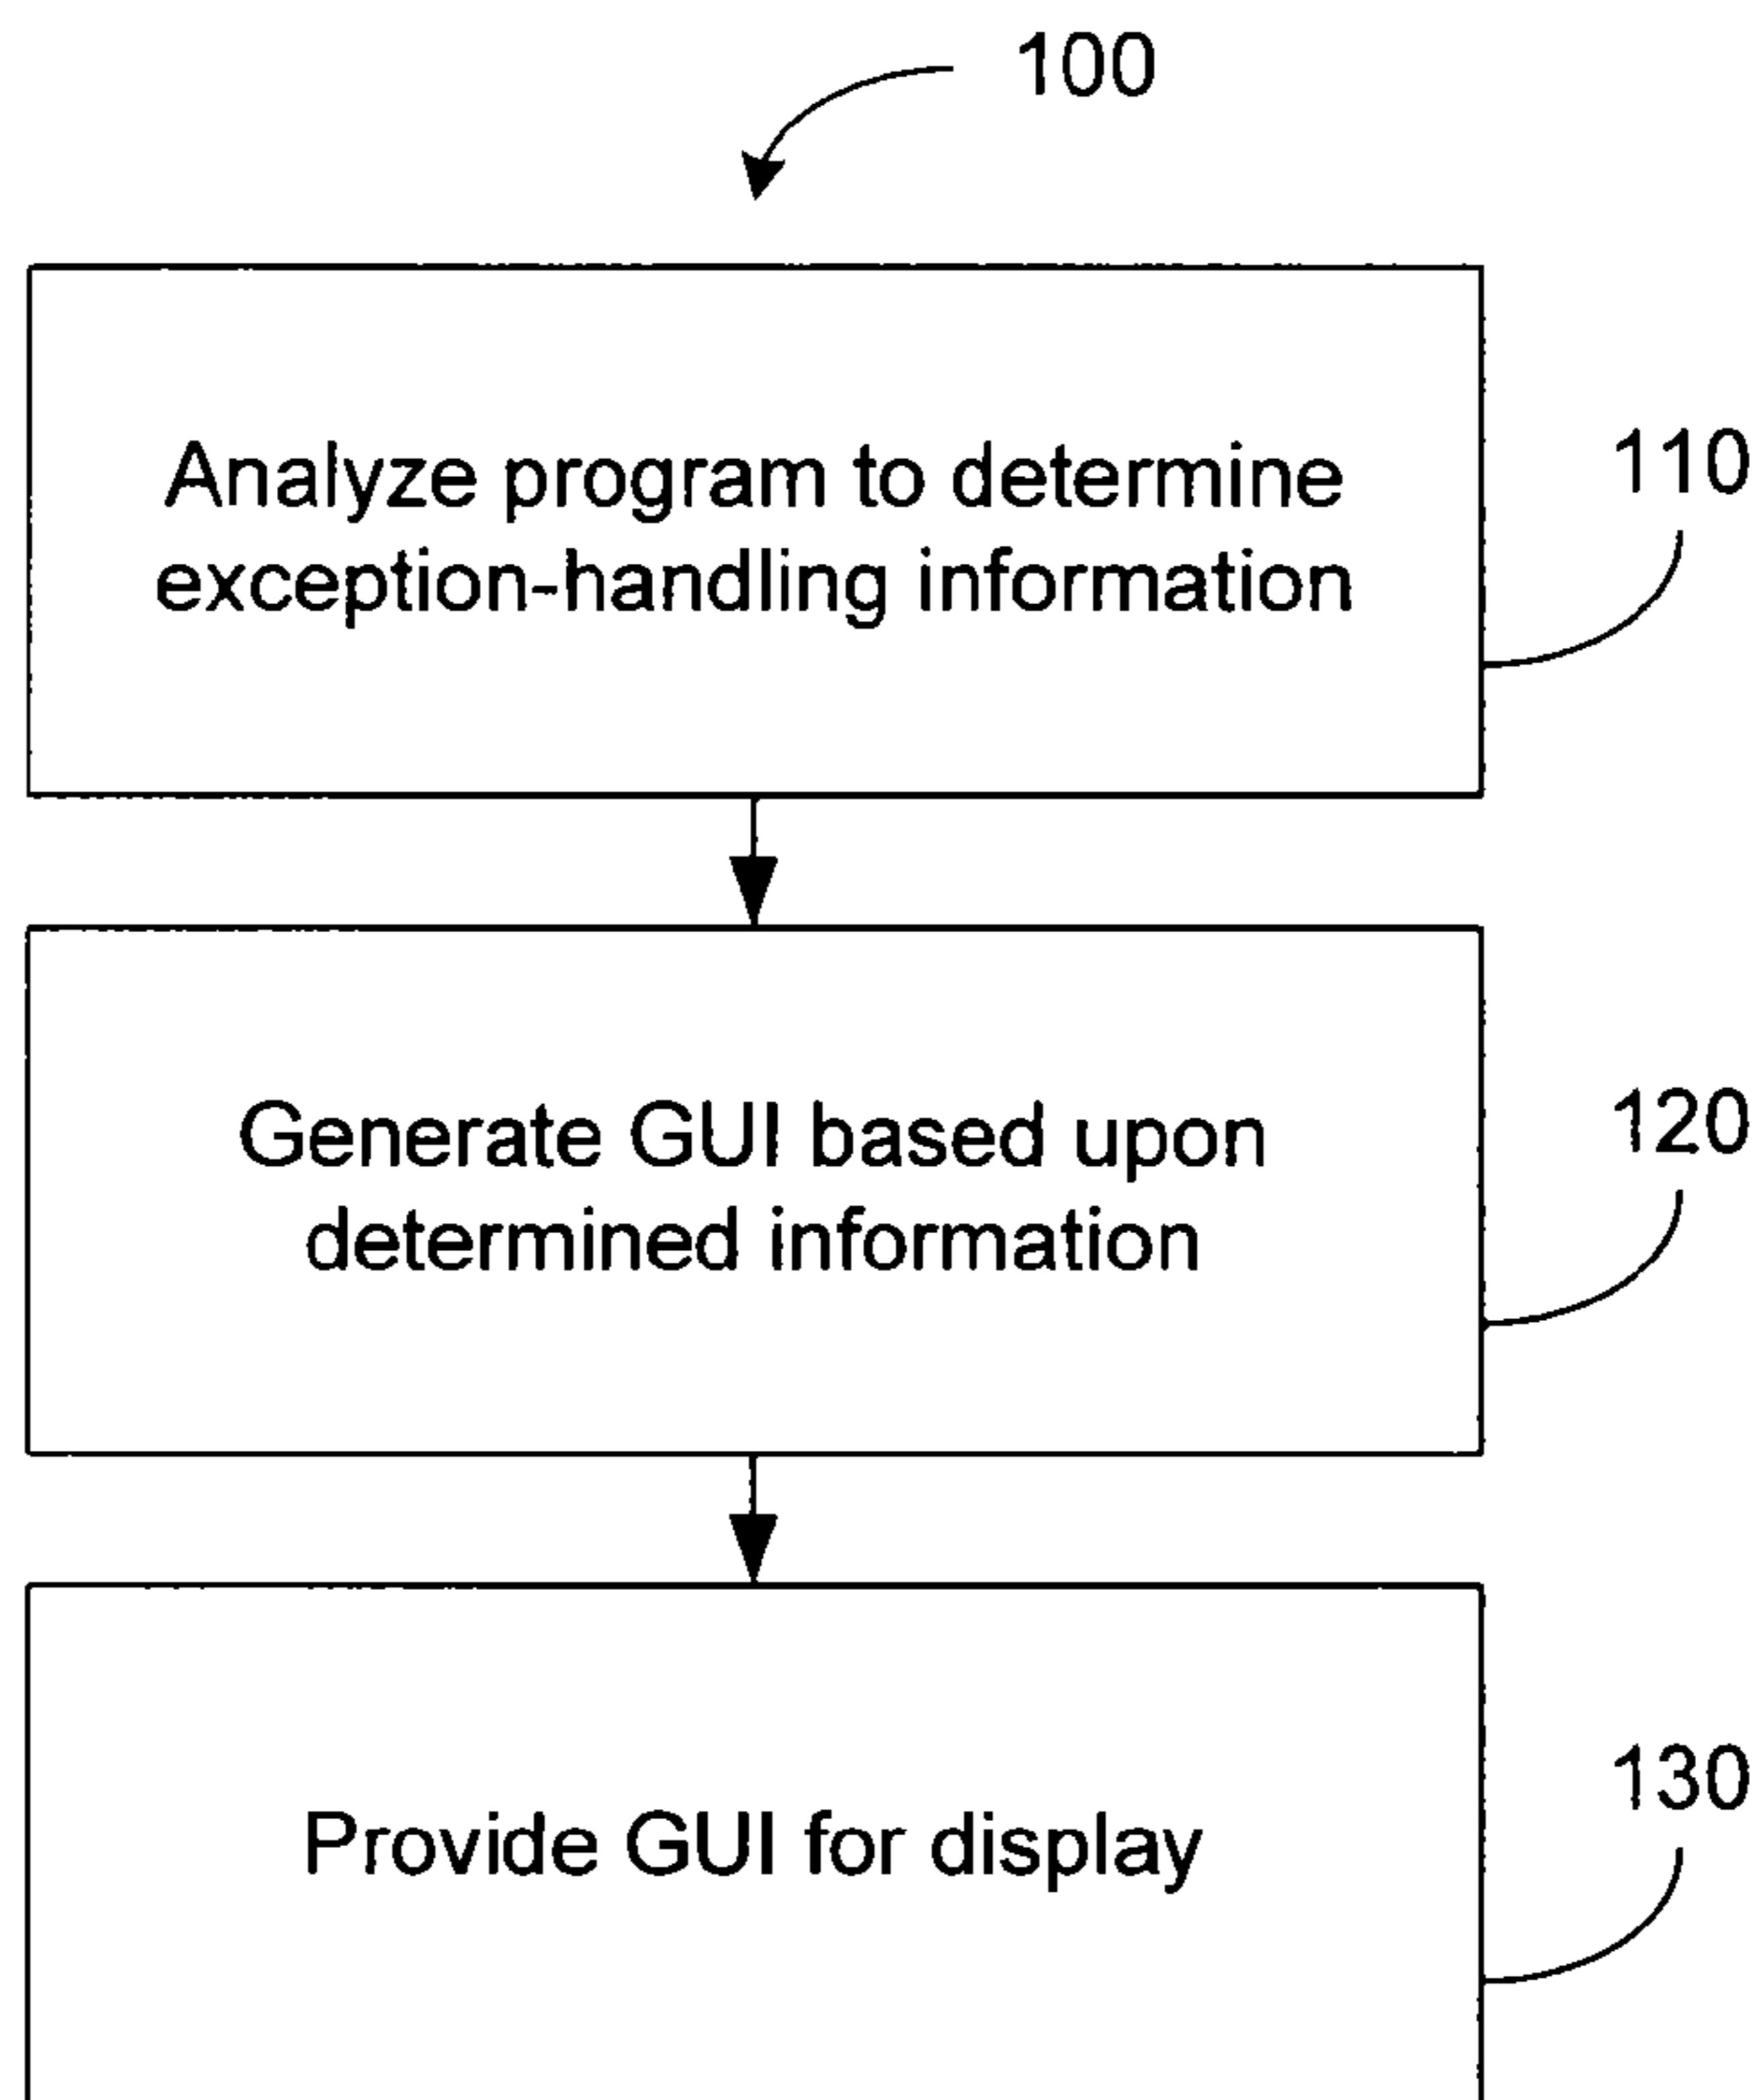 100
Analyze program to determine
exception-handling information
110
Generate GUI based upon
determined information
120
Provide GUI for display
130